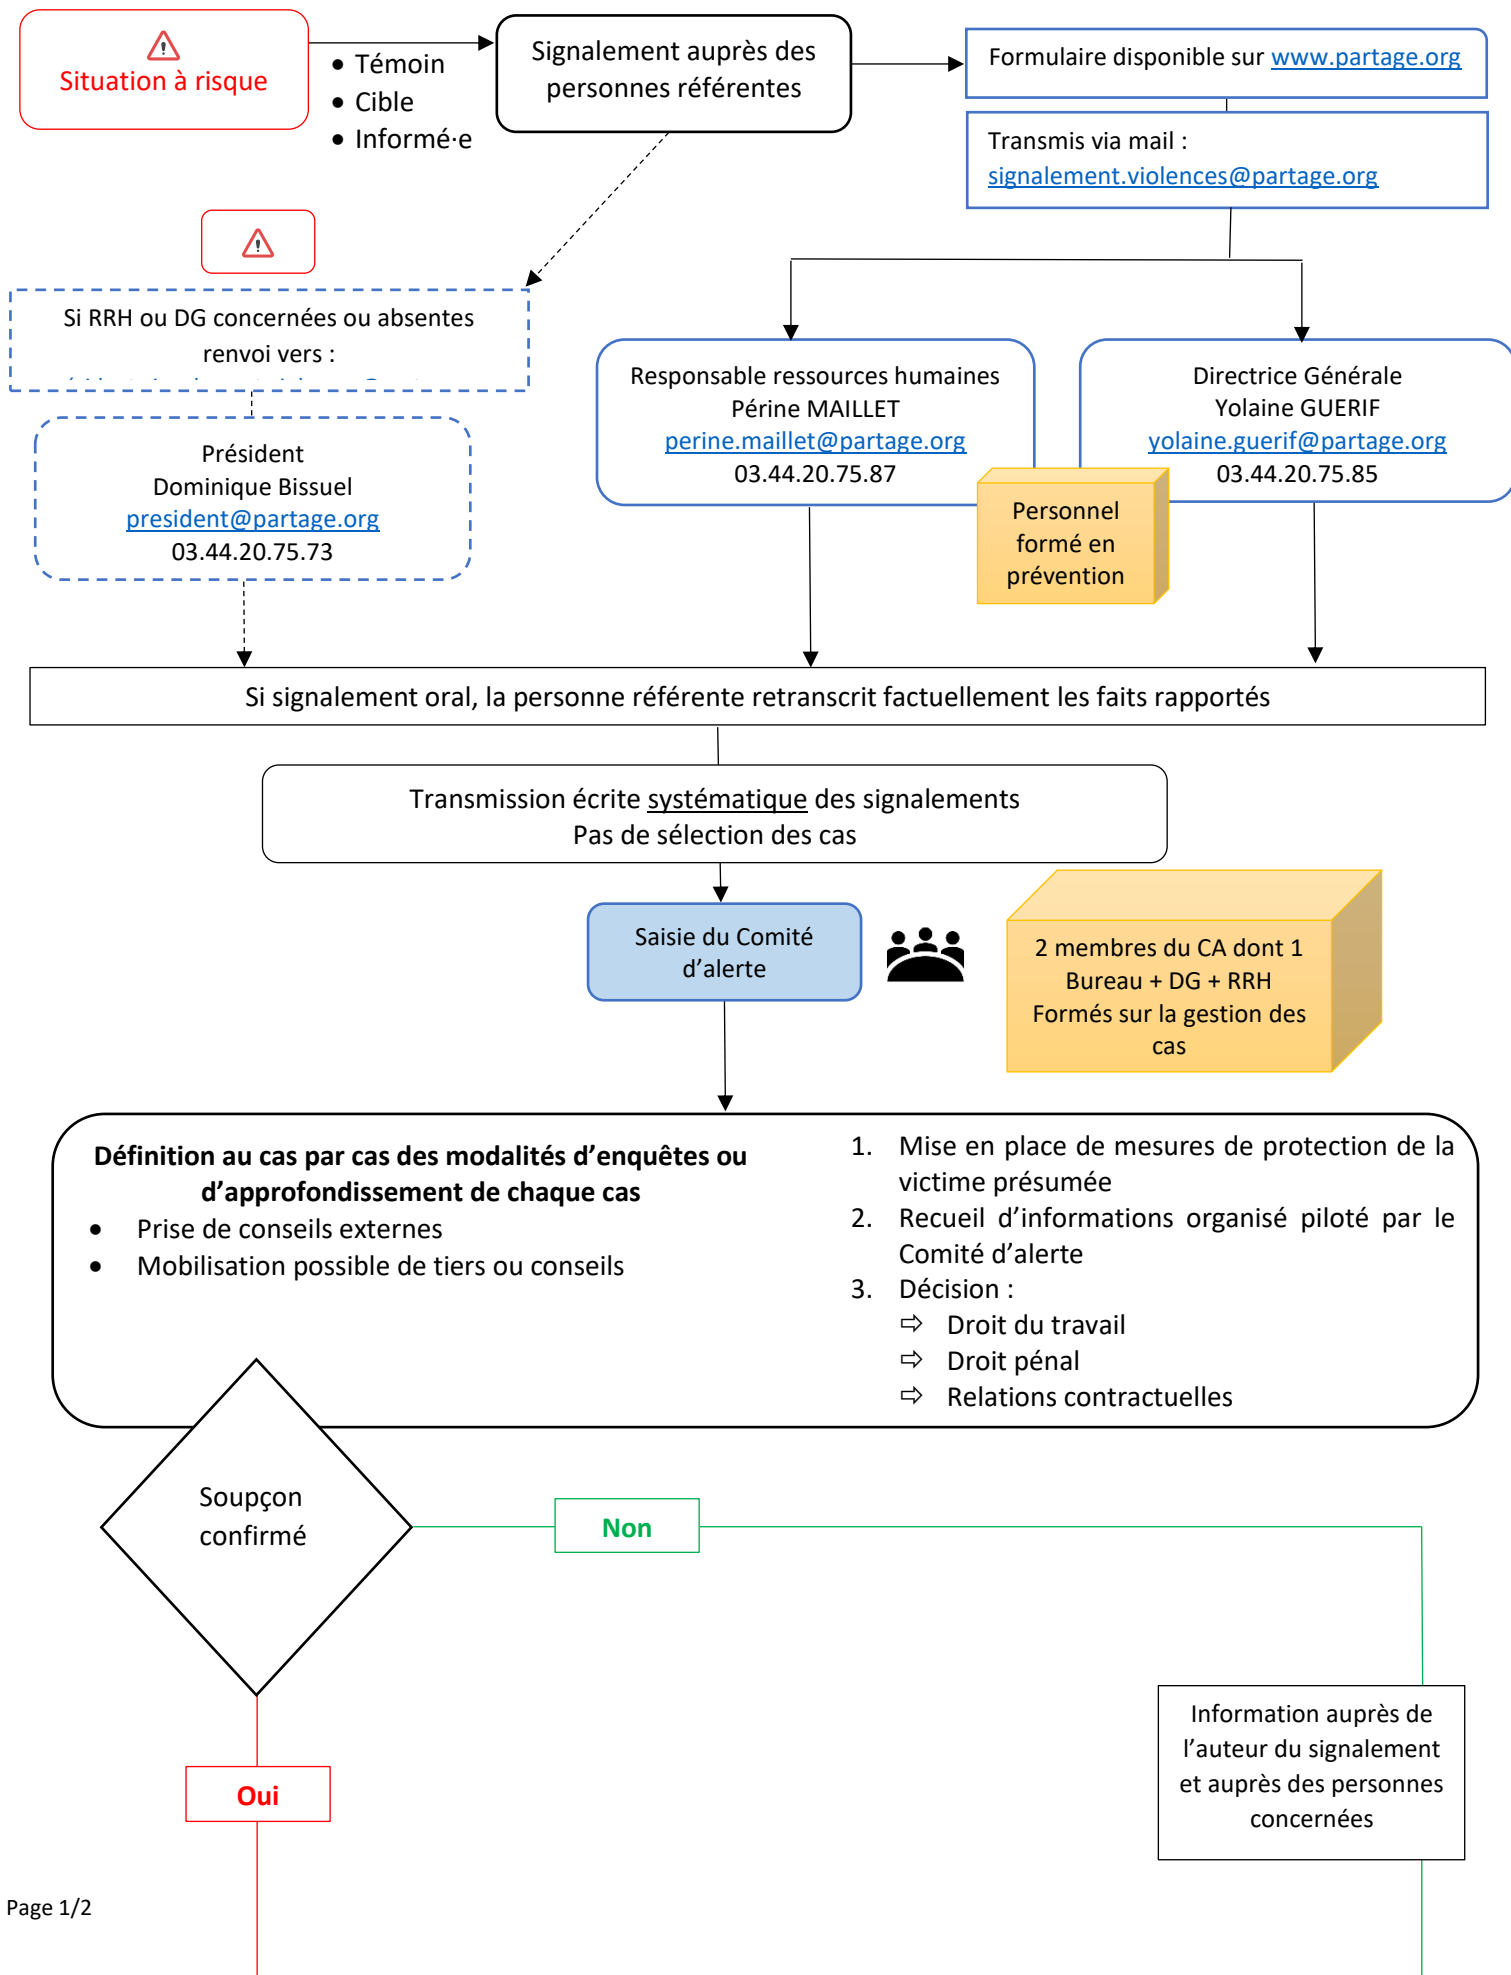 Situation à risque
• Témoin
• Cible
• Informé·e
Signalement auprès des
personnes référentes
Formulaire disponible sur www.partage.org
Transmis via mail :
signalement.violences@partage.org
Si RRH ou DG concernées ou absentes
renvoi vers :
Président
Dominique Bissuel
president@partage.org
03.44.20.75.73
Responsable ressources humaines
Périne MAILLET
perine.maillet@partage.org
03.44.20.75.87
Directrice Générale
Yolaine GUERIF
yolaine.guerif@partage.org
03.44.20.75.85
Personnel
formé en
prévention
Si signalement oral, la personne référente retranscrit factuellement les faits rapportés
Transmission écrite systématique des signalements
Pas de sélection des cas
Saisie du Comité
d’alerte
2 membres du CA dont 1
Bureau + DG + RRH
Formés sur la gestion des
cas
Définition au cas par cas des modalités d’enquêtes ou
d’approfondissement de chaque cas
• Prise de conseils externes
• Mobilisation possible de tiers ou conseils
1. Mise en place de mesures de protection de la
victime présumée
2. Recueil d’informations organisé piloté par le
Comité d’alerte
3. Décision :
⇨ Droit du travail
⇨ Droit pénal
⇨ Relations contractuelles
Soupçon
confirmé
Non
Oui
Information auprès de
l’auteur du signalement
et auprès des personnes
concernées
Page 1/2